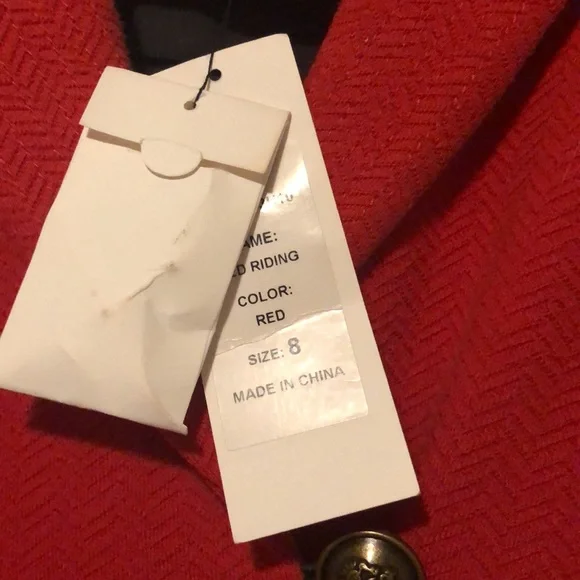 AME:
D RIDING
COLOR:
RED
SIZE: 8
MADE IN CHINA